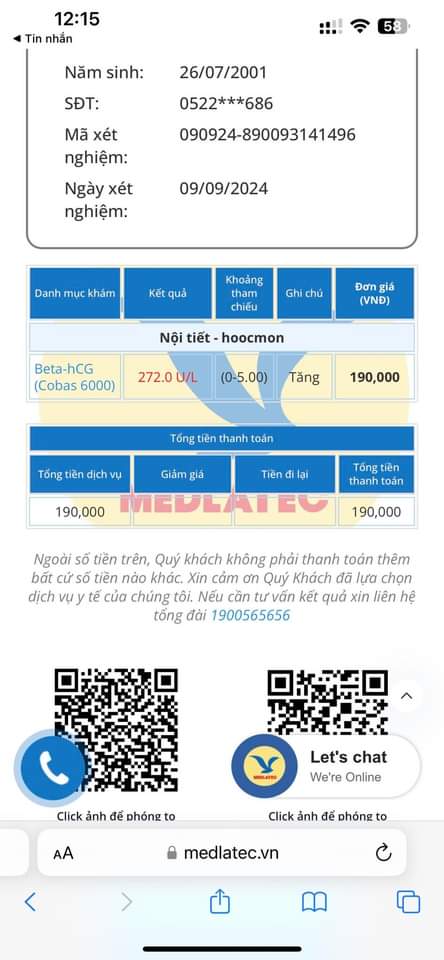 12:15
58
◀ Tin nhắn
Năm sinh: 26/07/2001
SĐT: 0522***686
Mã xét 090924-890093141496
nghiệm:
Ngày xét 09/09/2024
nghiệm:
Danh mục khám Kết quả Khoảng tham chiếu Ghi chú Đơn giá (VNĐ)
Nội tiết - hoocmon
Beta-hCG (Cobas 6000) 272.0 U/L (0-5.00) Tăng 190,000
Tổng tiền thanh toán
Tổng tiền dịch vụ Giảm giá Tiền đi lại Tổng tiền thanh toán
MEDLATEC
190,000 190,000
Ngoài số tiền trên, Quý khách không phải thanh toán thêm
bất cứ số tiền nào khác. Xin cảm ơn Quý Khách đã lựa chọn
dịch vụ y tế của chúng tôi. Nếu cần tư vấn kết quả xin liên hệ
tổng đài 1900565656
Let's chat
We're Online
MEDLATEC
Click ảnh để phóng to Click ảnh để phóng to
AA medlatec.vn